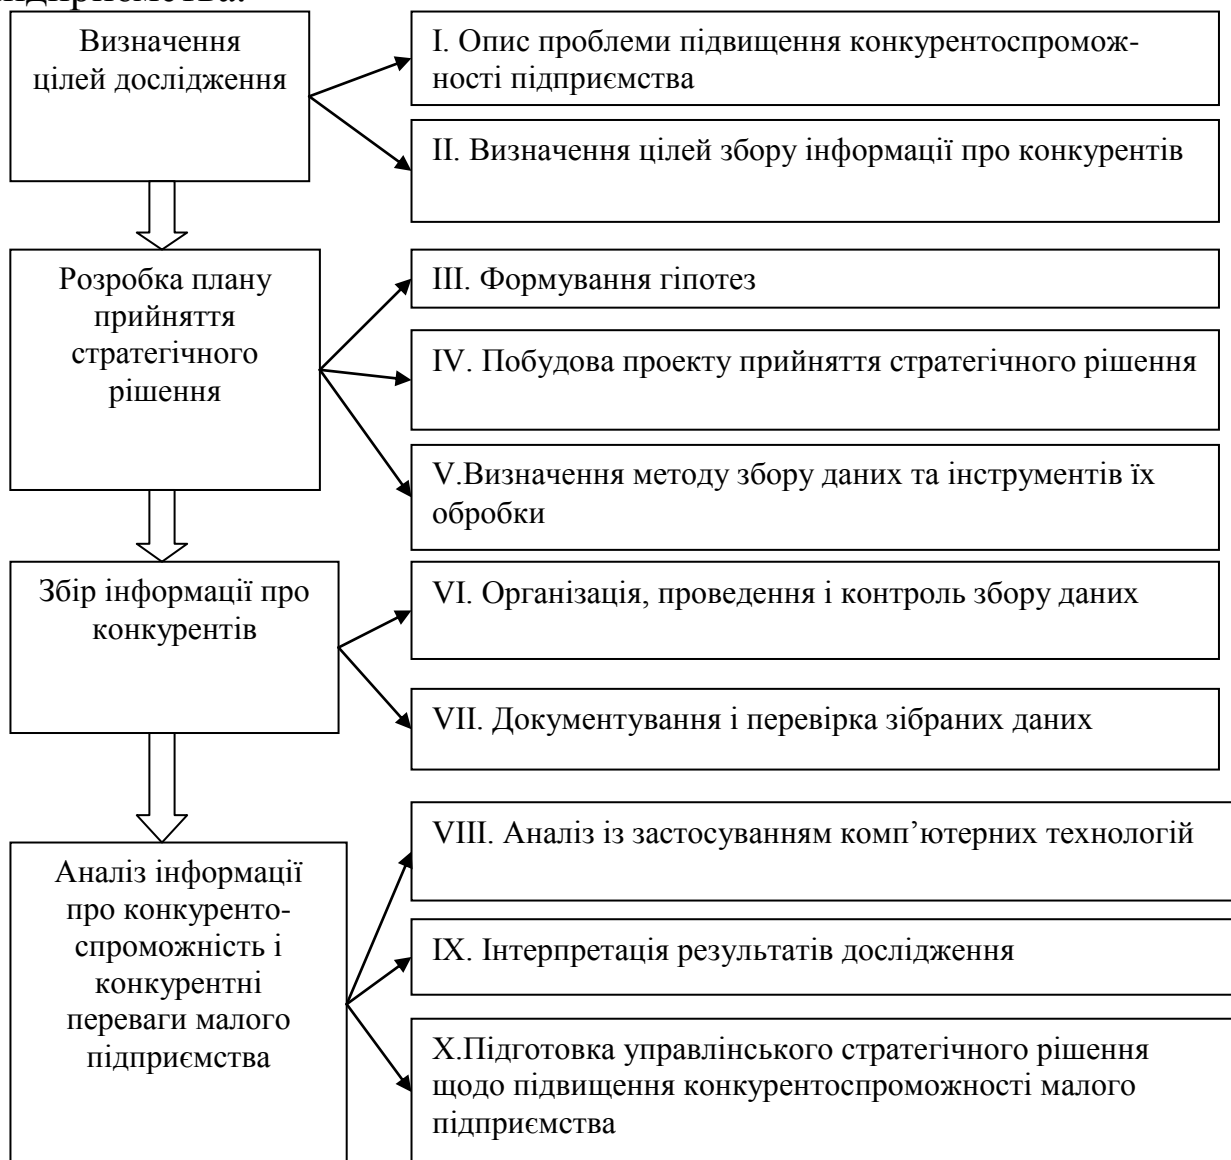 підприємства.
Визначення
цілей дослідження
І. Опис проблеми підвищення конкурентоспромож-
ності підприємства
ІІ. Визначення цілей збору інформації про конкурентів
Розробка плану
прийняття
стратегічного
рішення
ІІІ. Формування гіпотез
ІV. Побудова проекту прийняття стратегічного рішення
V.Визначення методу збору даних та інструментів їх
обробки
Збір інформації про
конкурентів
VI. Організація, проведення і контроль збору даних
VII. Документування і перевірка зібраних даних
Аналіз інформації
про конкуренто-
спроможність і
конкурентні
переваги малого
підприємства
VIII. Аналіз із застосуванням комп’ютерних технологій
IX. Інтерпретація результатів дослідження
X.Підготовка управлінського стратегічного рішення
щодо підвищення конкурентоспроможності малого
підприємства